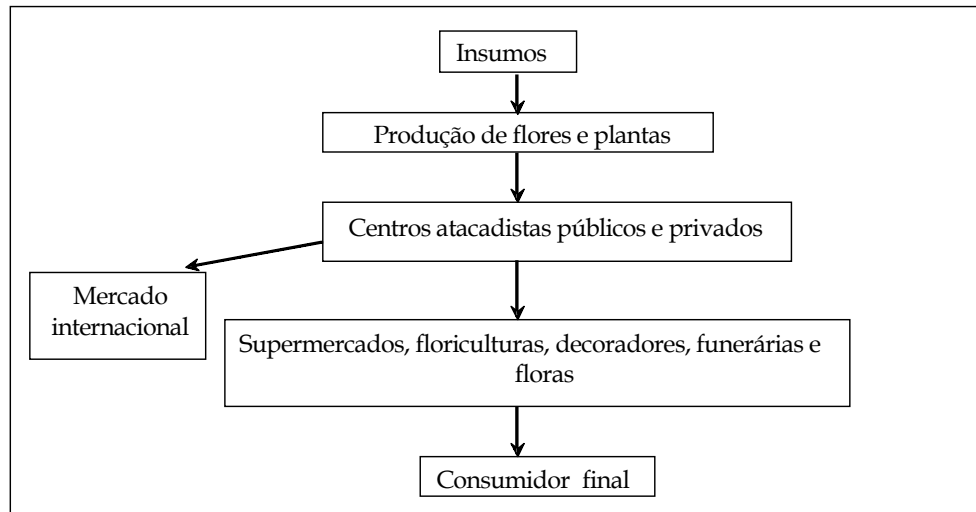 Insumos
Produção de flores e plantas
Centros atacadistas públicos e privados
Mercado
internacional
Supermercados, floriculturas, decoradores, funerárias e
floras
Consumidor final